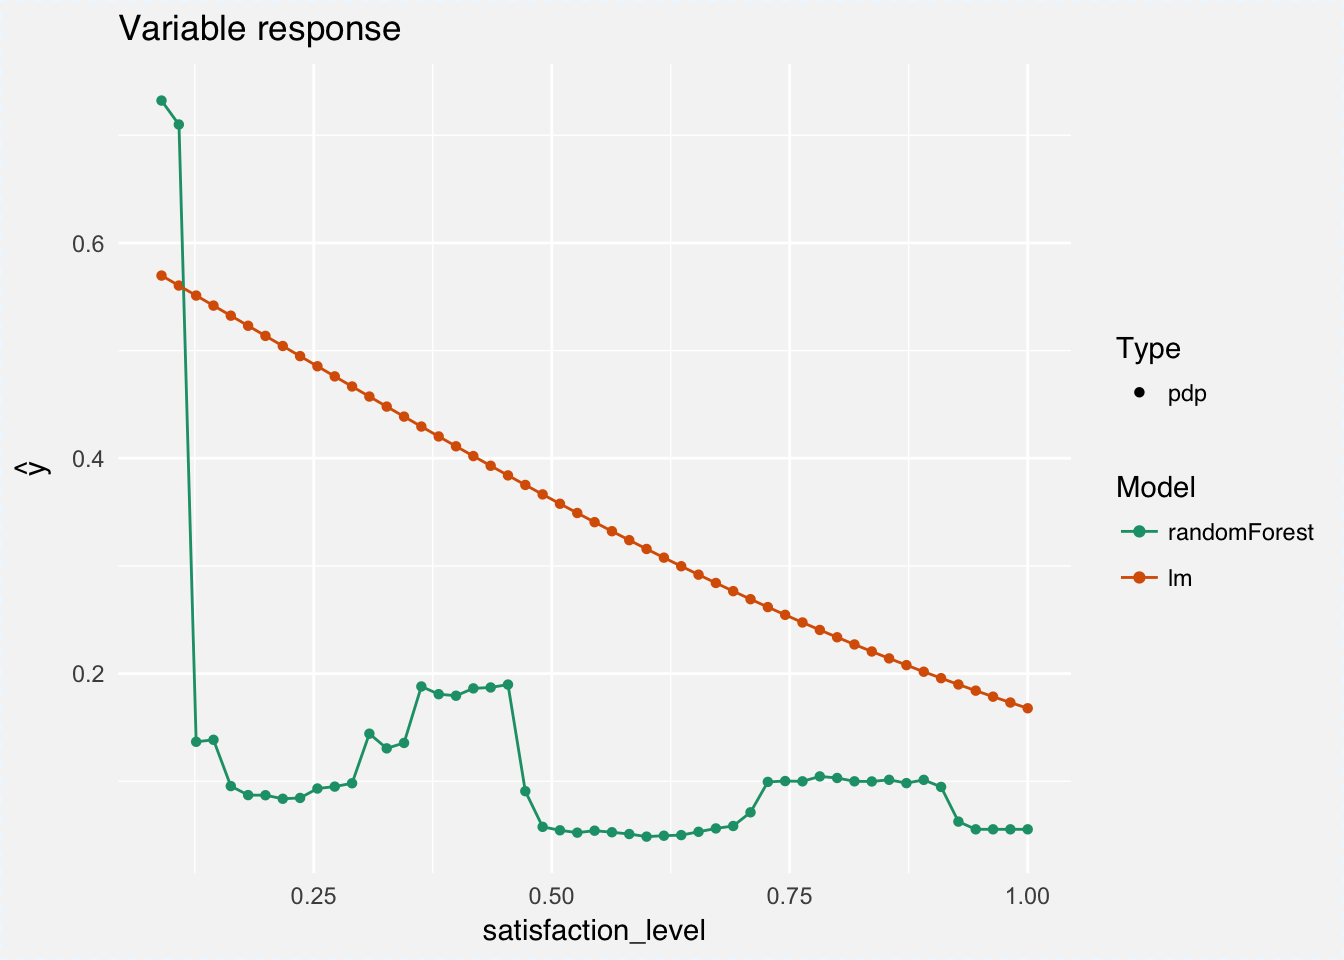 Variable response
0.6
0.4
0.2
ŷ
0.25 0.50 0.75 1.00
satisfaction_level
Type
pdp
Model
randomForest
lm